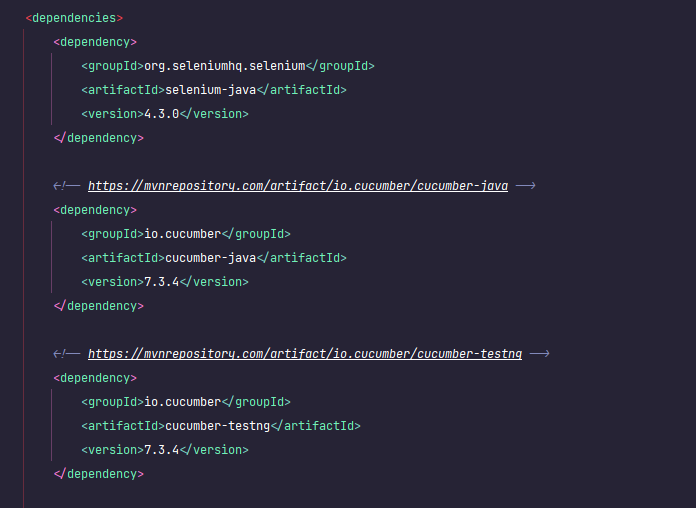 <dependencies>
<dependency>
<groupId>org.seleniumhq.selenium</groupId>
<artifactId>selenium-java</artifactId>
<version>4.3.0</version>
</dependency>
<!-- https://mvnrepository.com/artifact/io.cucumber/cucumber-java -->
<dependency>
<groupId>io.cucumber</groupId>
<artifactId>cucumber-java</artifactId>
<version>7.3.4</version>
</dependency>
<!-- https://mvnrepository.com/artifact/io.cucumber/cucumber-testng -->
<dependency>
<groupId>io.cucumber</groupId>
<artifactId>cucumber-testng</artifactId>
<version>7.3.4</version>
</dependency>